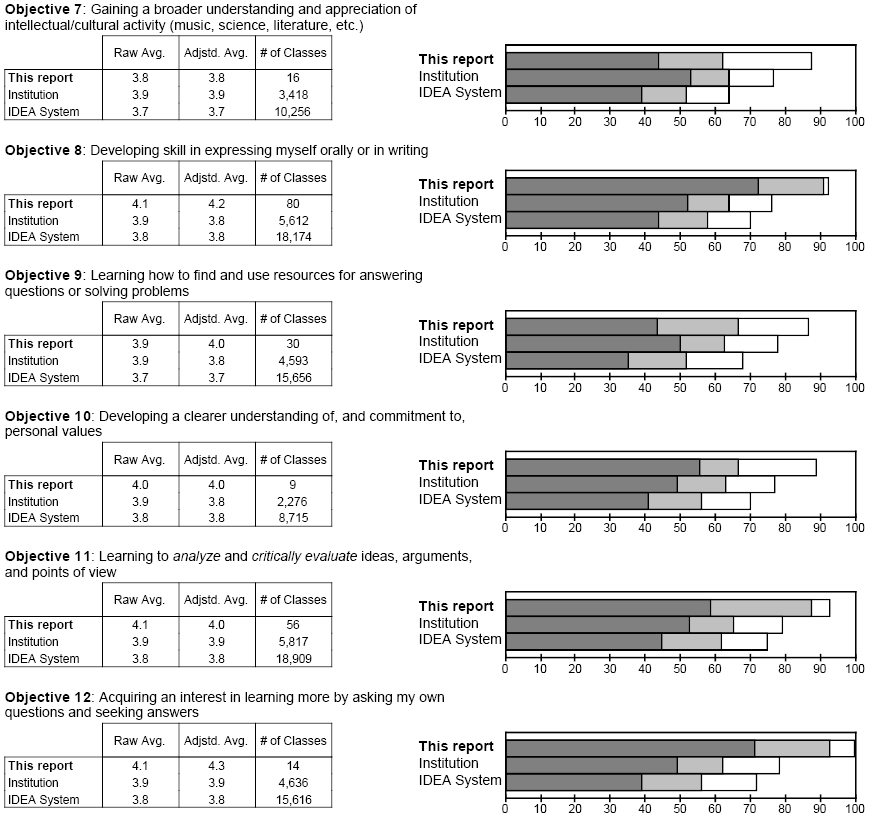 Objective 7: Gaining a broader understanding and appreciation of
intellectual/cultural activity (music, science, literature, etc.)
Raw Avg. Adjstd. Avg. # of Classes
This report 3.8 3.8 16
Institution 3.9 3.9 3,418
IDEA System 3.7 3.7 10,256
This report
Institution
IDEA System
0 10 20 30 40 50 60 70 80 90 100
Objective 8: Developing skill in expressing myself orally or in writing
Raw Avg. Adjstd. Avg. # of Classes
This report 4.1 4.2 80
Institution 3.9 3.8 5,612
IDEA System 3.8 3.8 18,174
This report
Institution
IDEA System
0 10 20 30 40 50 60 70 80 90 100
Objective 9: Learning how to find and use resources for answering
questions or solving problems
Raw Avg. Adjstd. Avg. # of Classes
This report 3.9 4.0 30
Institution 3.9 3.8 4,593
IDEA System 3.7 3.7 15,656
This report
Institution
IDEA System
0 10 20 30 40 50 60 70 80 90 100
Objective 10: Developing a clearer understanding of, and commitment to,
personal values
Raw Avg. Adjstd. Avg. # of Classes
This report 4.0 4.0 9
Institution 3.9 3.8 2,276
IDEA System 3.8 3.8 8,715
This report
Institution
IDEA System
0 10 20 30 40 50 60 70 80 90 100
Objective 11: Learning to analyze and critically evaluate ideas, arguments,
and points of view
Raw Avg. Adjstd. Avg. # of Classes
This report 4.1 4.0 56
Institution 3.9 3.9 5,817
IDEA System 3.8 3.8 18,909
This report
Institution
IDEA System
0 10 20 30 40 50 60 70 80 90 100
Objective 12: Acquiring an interest in learning more by asking my own
questions and seeking answers
Raw Avg. Adjstd. Avg. # of Classes
This report 4.1 4.3 14
Institution 3.9 3.9 4,636
IDEA System 3.8 3.8 15,616
This report
Institution
IDEA System
0 10 20 30 40 50 60 70 80 90 100